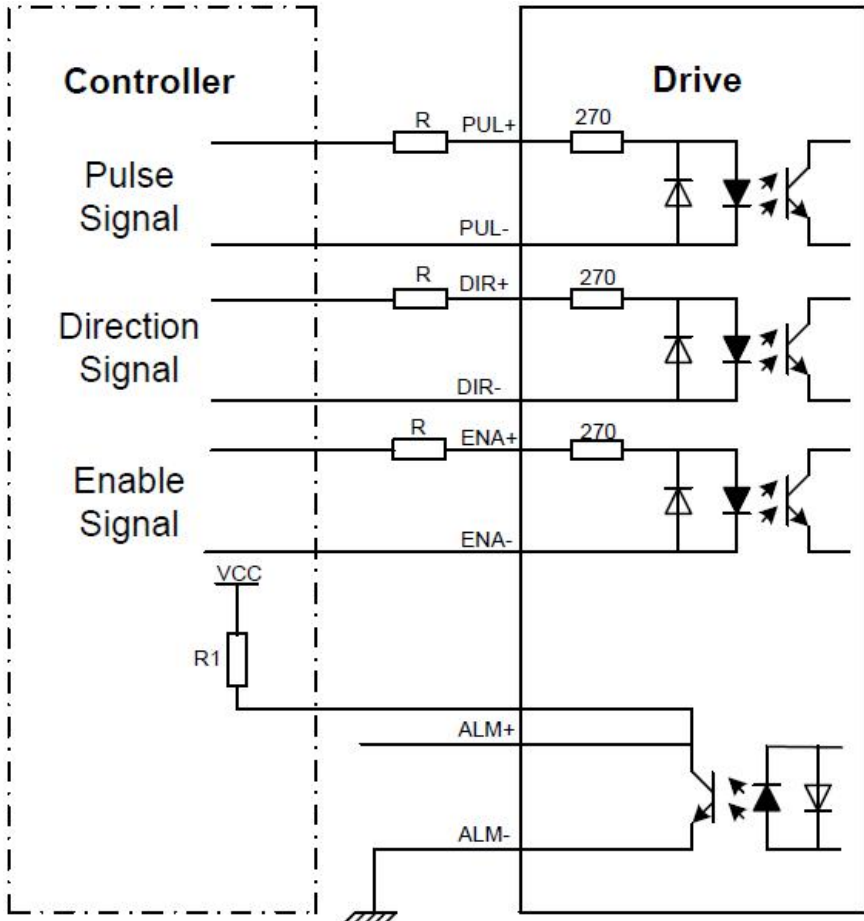 Controller
Drive
R
PUL+
270
Pulse
Signal
PUL-
R
DIR+
270
Direction
Signal
DIR-
R
ENA+
270
Enable
Signal
ENA-
VCC
R1
ALM+
ALM-